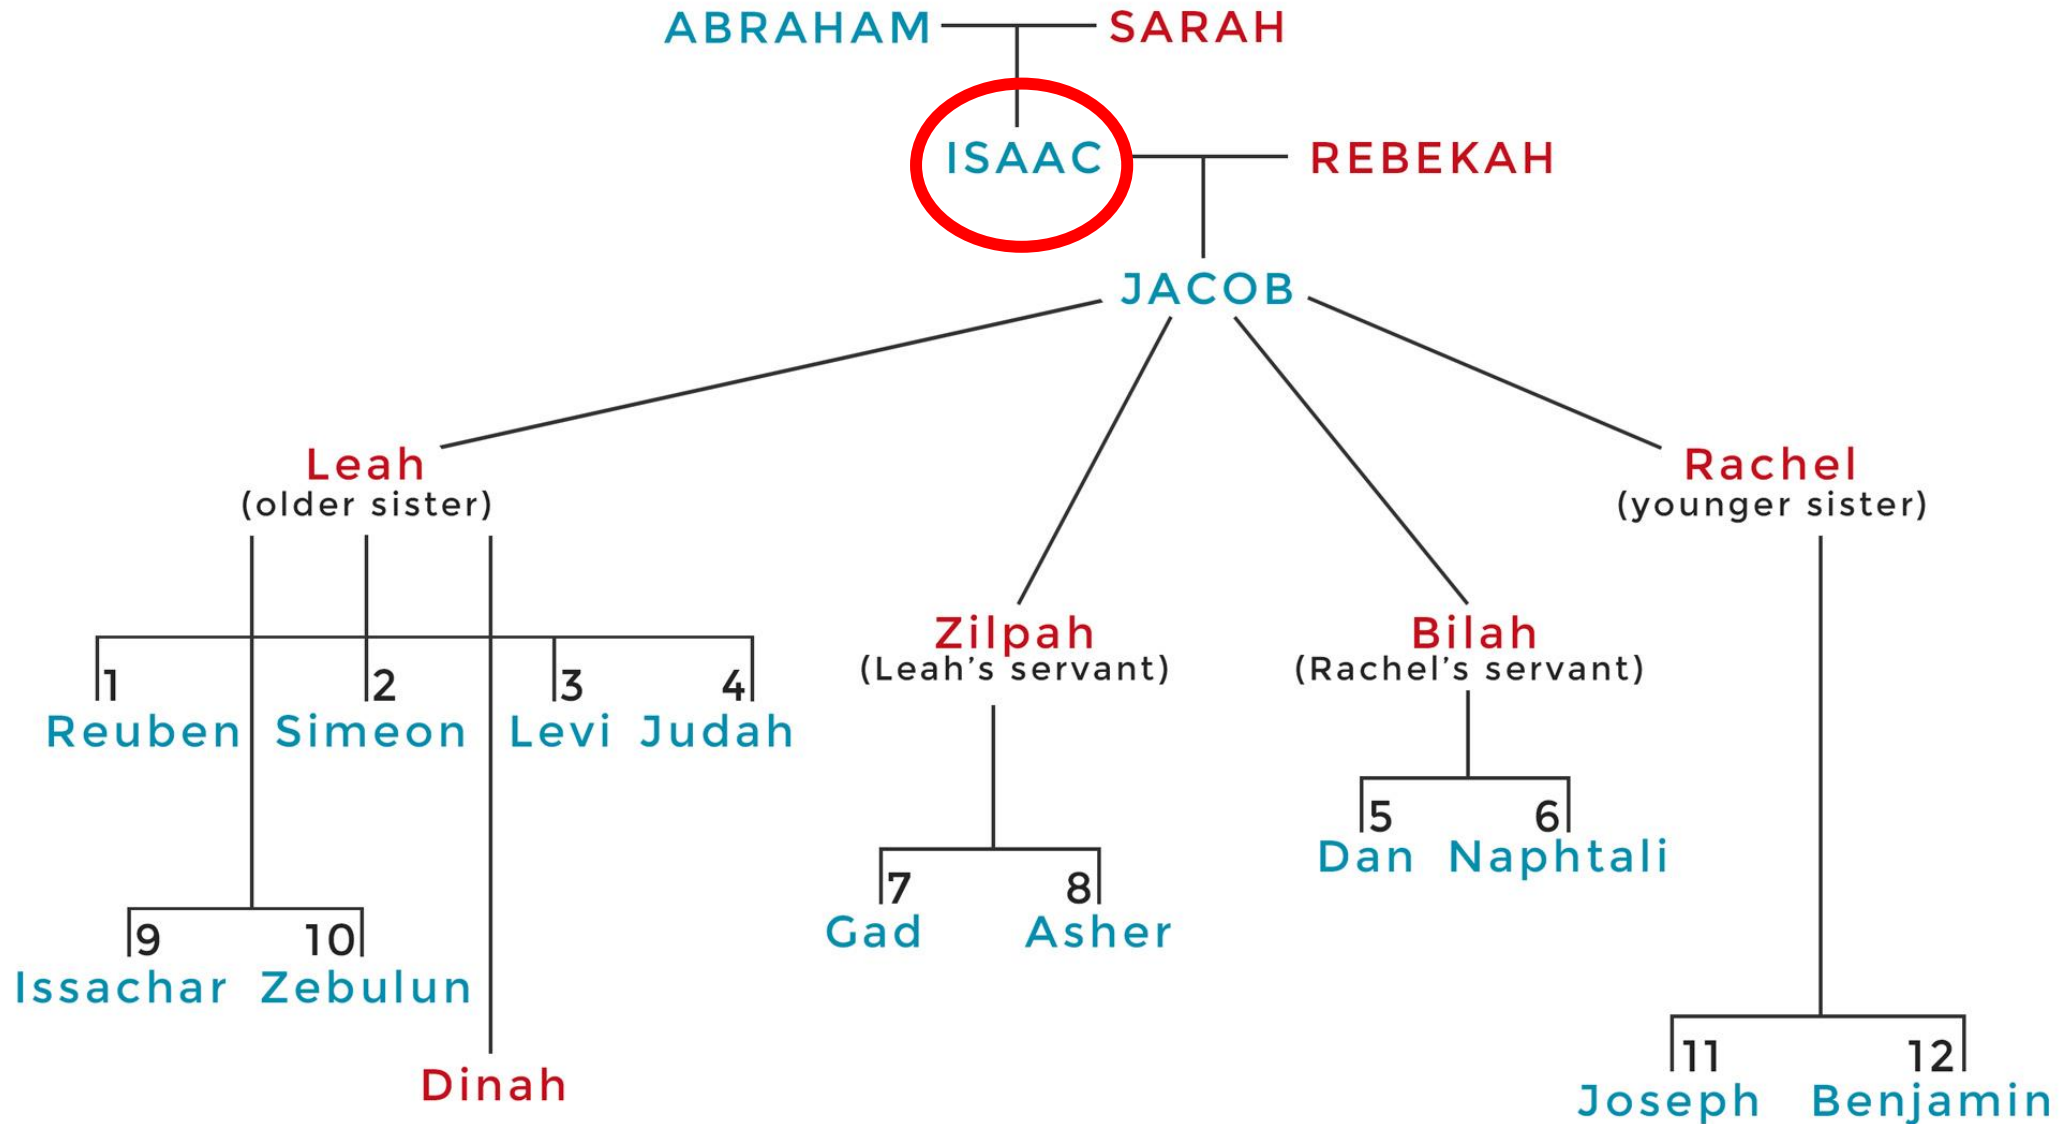 ABRAHAM SARAH
ISAAC REBEKAH
JACOB
Leah
(older sister)
Rachel
(younger sister)
Zilpah
(Leah's servant)
Bilah
(Rachel's servant)
1 2 3 4
Reuben Simeon Levi Judah
5 6
Dan Naphtali
7 8
Gad Asher
9 10
Issachar Zebulun
Dinah
11 12
Joseph Benjamin